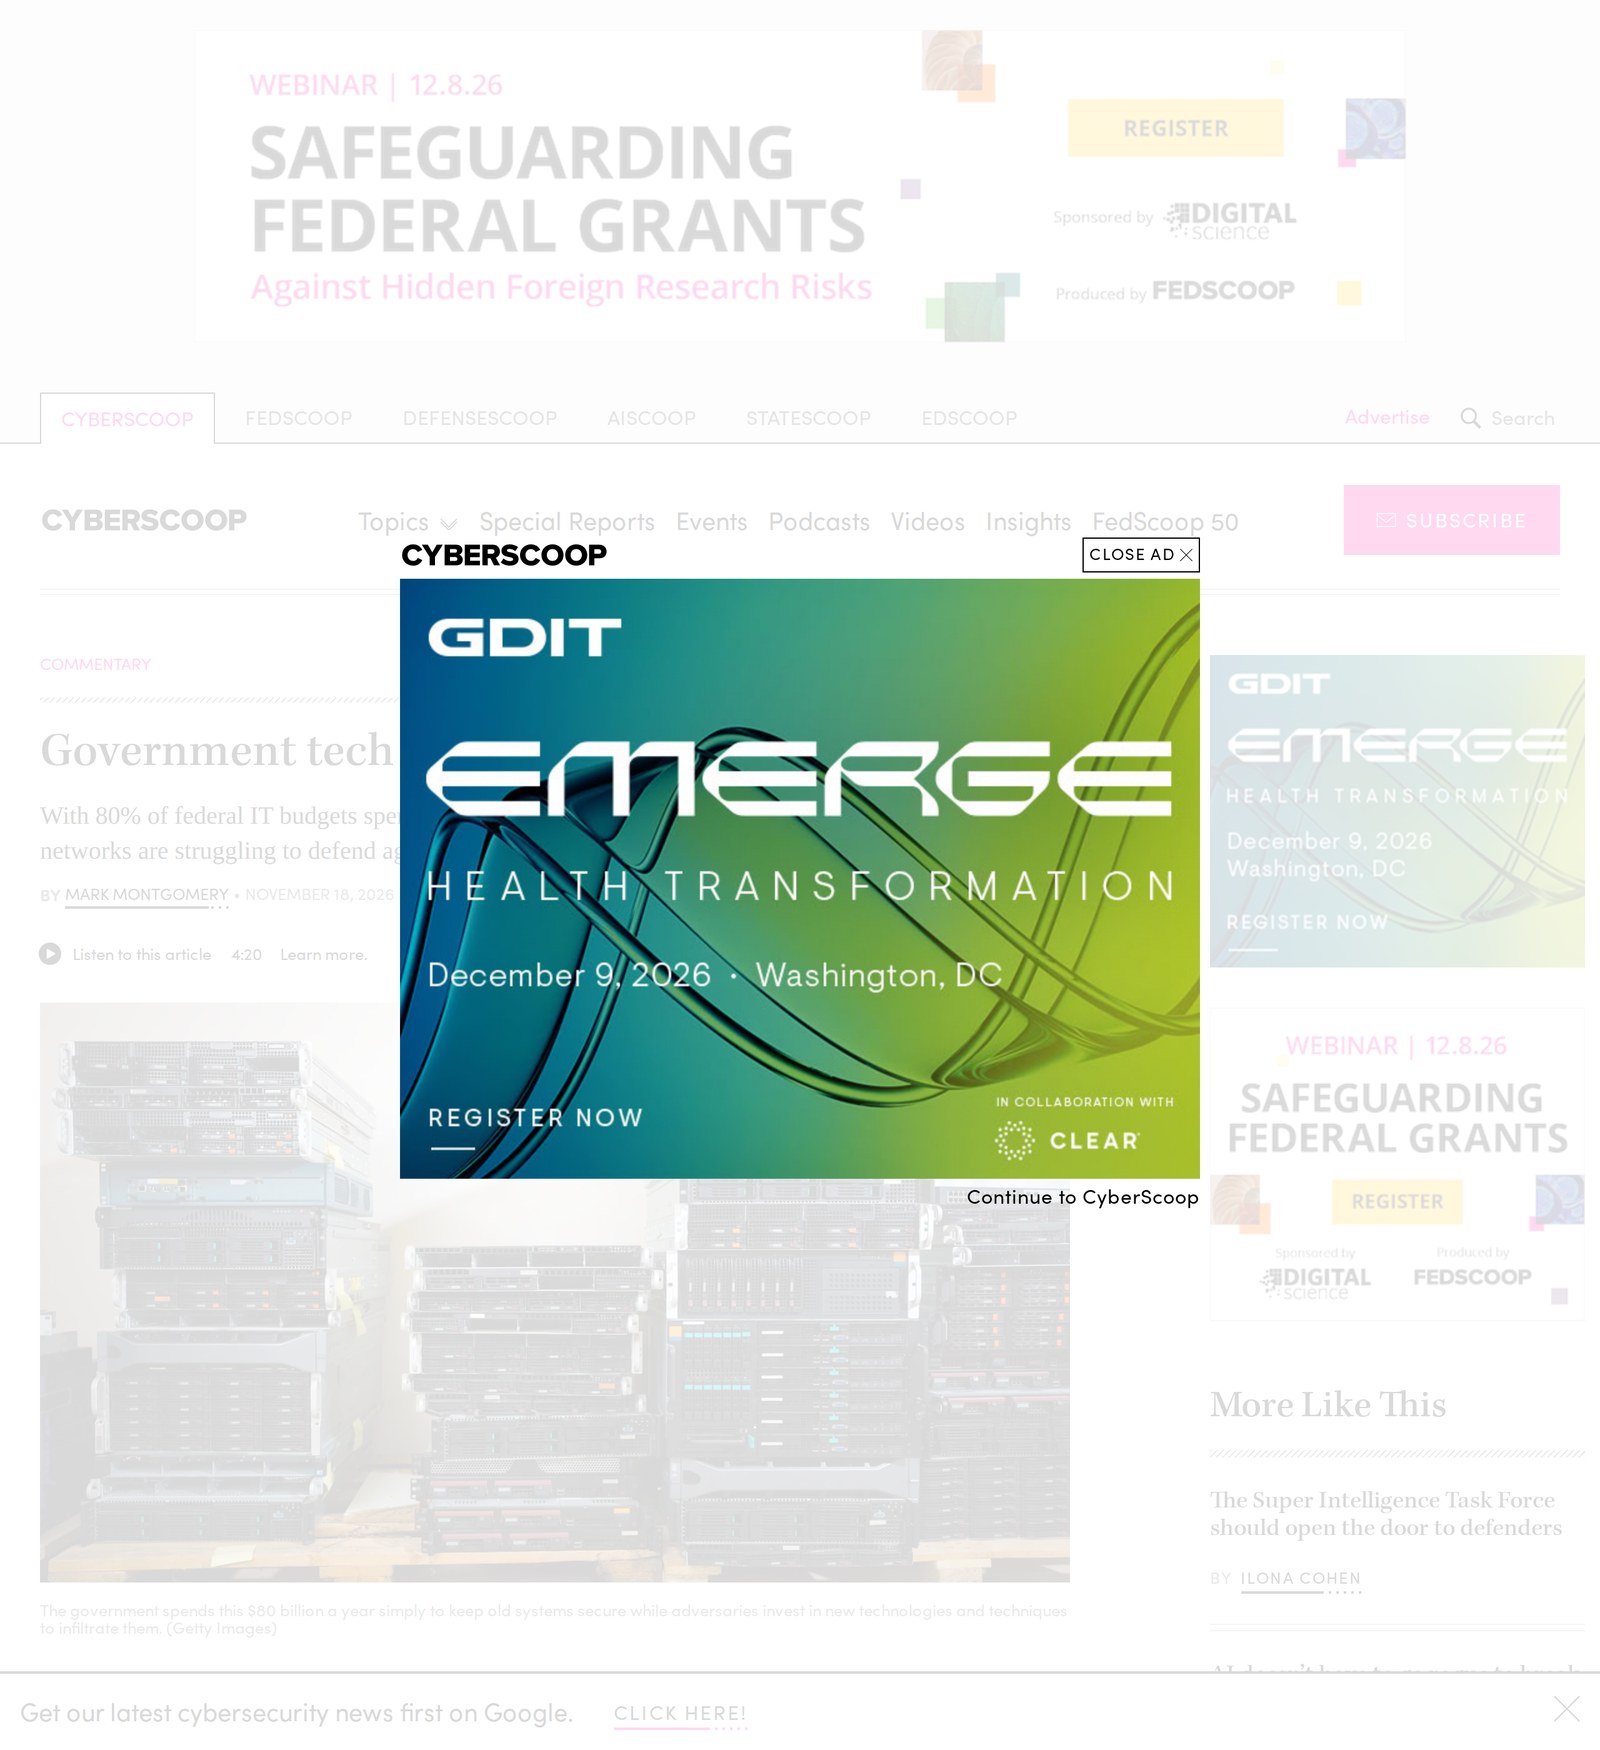 WEBINAR | 12.8.26
SAFEGUARDING
FEDERAL GRANTS
Against Hidden Foreign Research Risks
REGISTER
Sponsored by DIGITAL science
Produced by FEDSCOOP
CYBERSCOOP FEDSCOOP DEFENSESCOOP AISCOOP STATESCOOP EDSCOOP Advertise Search
CYBERSCOOP Topics Special Reports Events Podcasts Videos Insights FedScoop 50 SUBSCRIBE
CYBERSCOOP CLOSE AD
GDIT
EMERGE
HEALTH TRANSFORMATION
December 9, 2026 · Washington, DC
REGISTER NOW
IN COLLABORATION WITH
CLEAR
Continue to CyberScoop
COMMENTARY
Government tech
With 80% of federal IT budgets
networks are struggling to defend
BY MARK MONTGOMERY • NOVEMBER 18, 2026
Listen to this article 4:20 Learn more.
The government spends this $80 billion a year simply to keep old systems secure while adversaries invest in new technologies and techniques
to infiltrate them. (Getty Images)
GDIT
EMERGE
HEALTH TRANSFORMATION
December 9, 2026
Washington, DC
REGISTER NOW
WEBINAR | 12.8.26
SAFEGUARDING
FEDERAL GRANTS
REGISTER
Sponsored by
DIGITAL
science
Produced by
FEDSCOOP
More Like This
The Super Intelligence Task Force
should open the door to defenders
BY ILONA COHEN
Get our latest cybersecurity news first on Google. CLICK HERE!